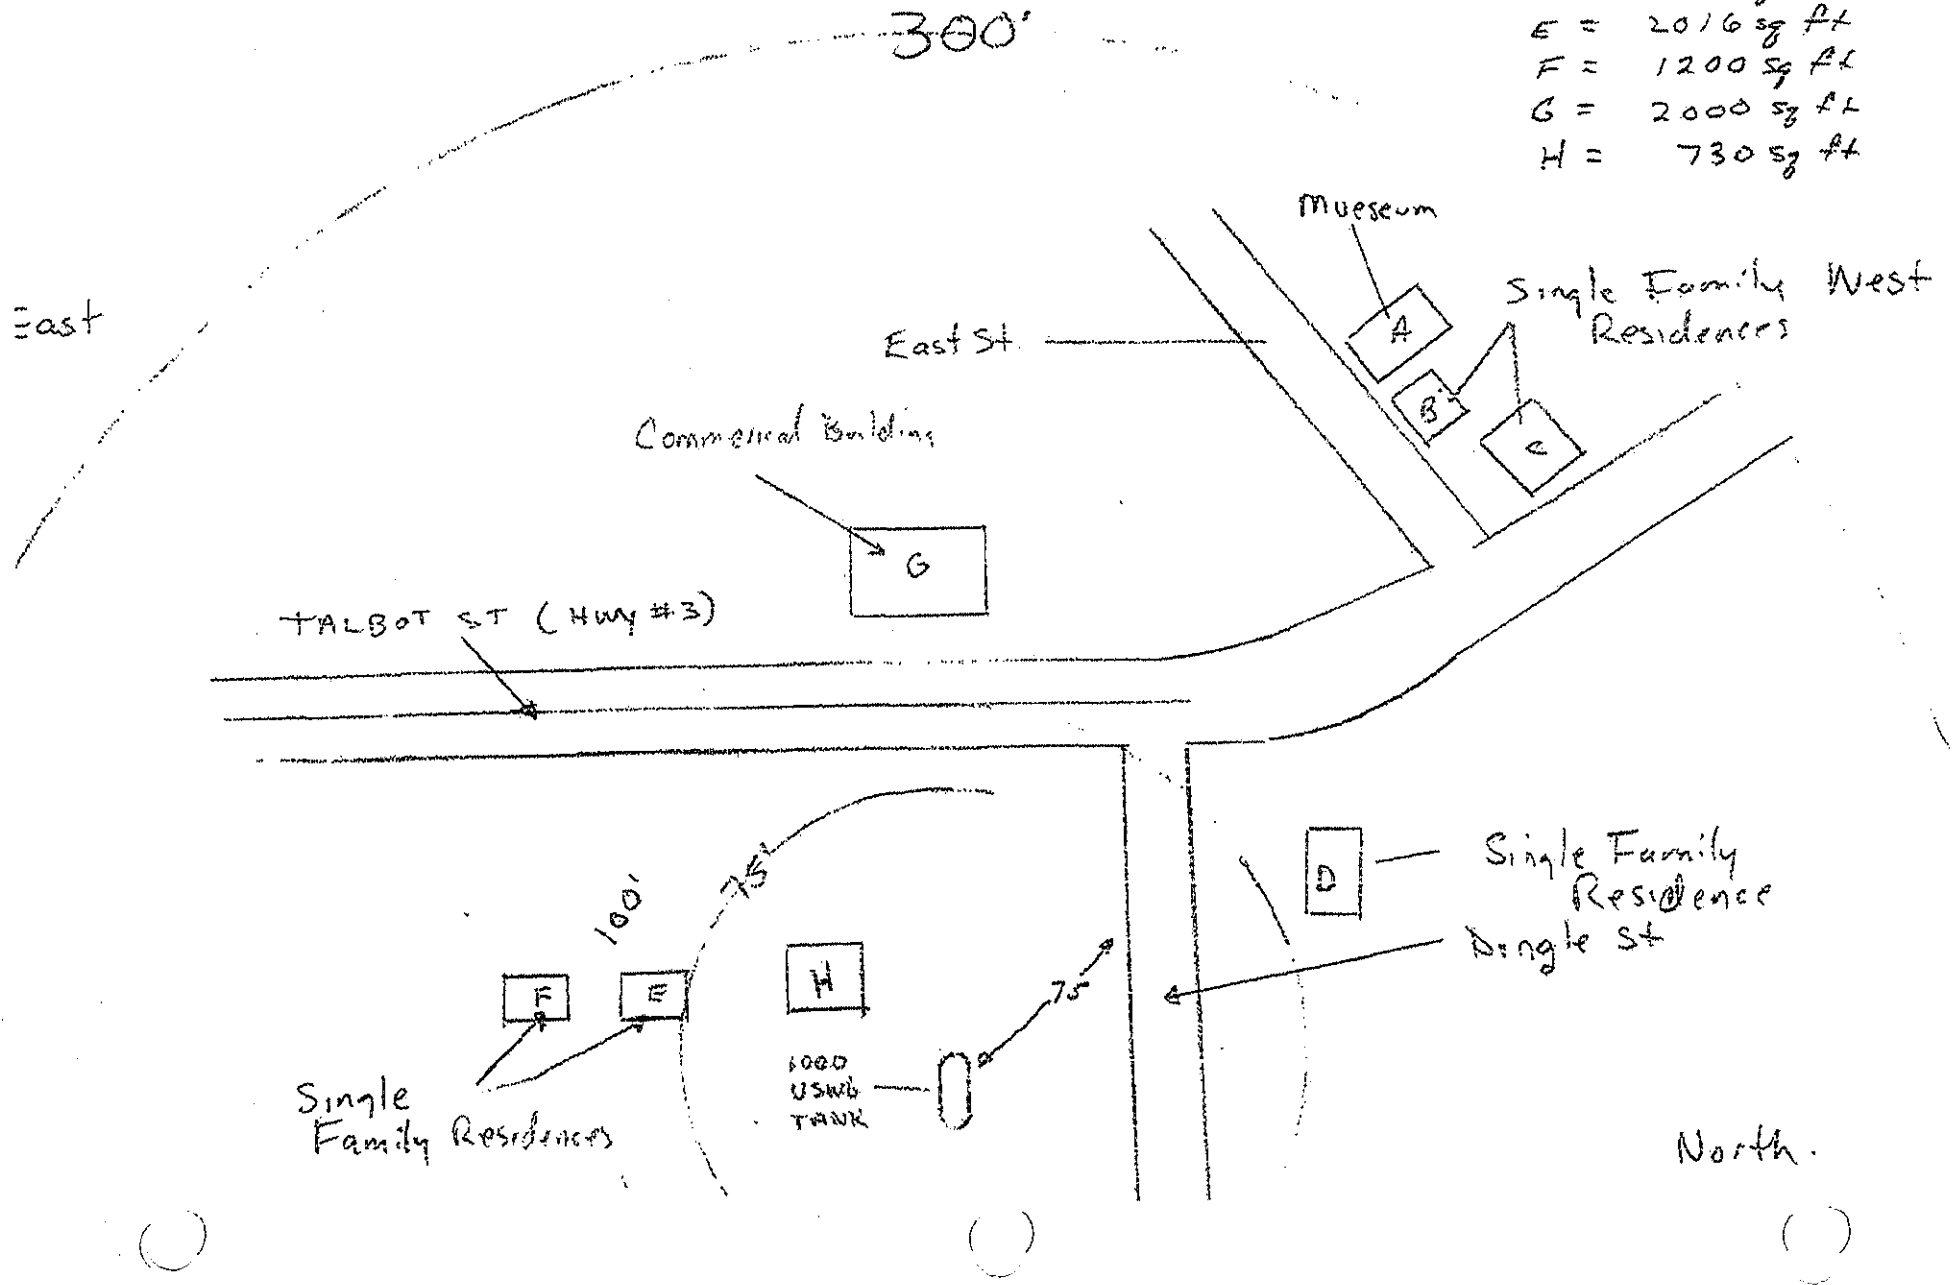 300'
E = 2016 sq ft
F = 1200 sq ft
G = 2000 sq ft
H = 730 sq ft
Mueseum
East
Single Family West
Residences
East St.
A
B
C
Commerical Building
G
TALBOT ST (HWY #3)
75'
100'
D
Single Family
Residence
Dingle St
H
F
E
75
1000
USWG
TANK
Single
Family Residences
North.